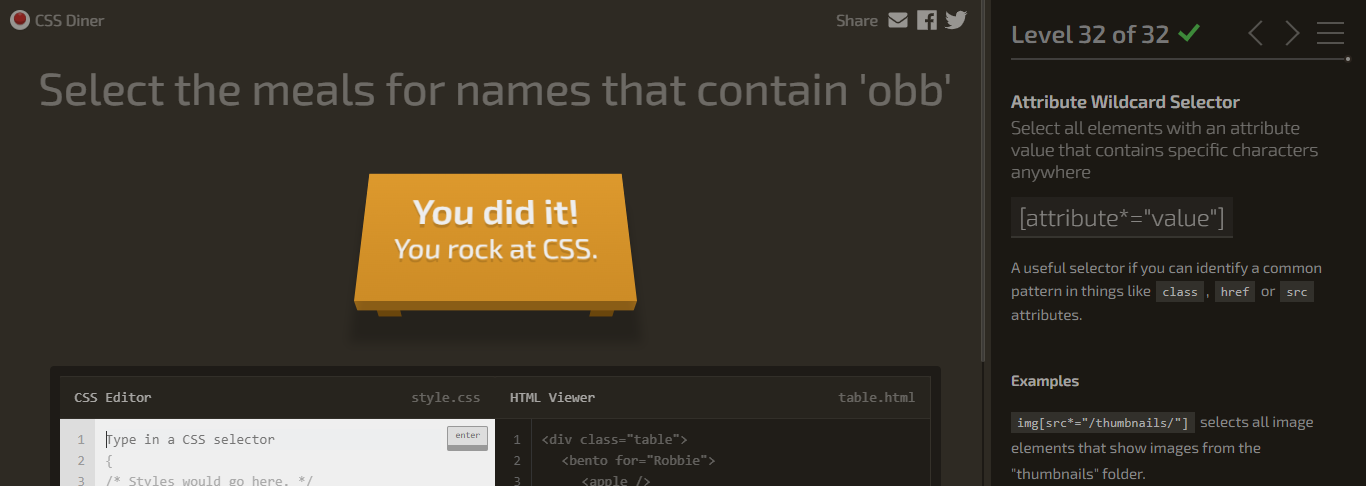 CSS Diner
Share
Select the meals for names that contain 'obb'
You did it!
You rock at CSS.
CSS Editor style.css
1 Type in a CSS selector enter
2 {
3 /* Styles would go here. */
HTML Viewer table.html
1 <div class="table">
2 <bento for="Robbie">
3 <apple />
Level 32 of 32
Attribute Wildcard Selector
Select all elements with an attribute
value that contains specific characters
anywhere
[attribute*="value"]
A useful selector if you can identify a common
pattern in things like class , href or src
attributes.
Examples
img[src*="/thumbnails/"] selects all image
elements that show images from the
"thumbnails" folder.